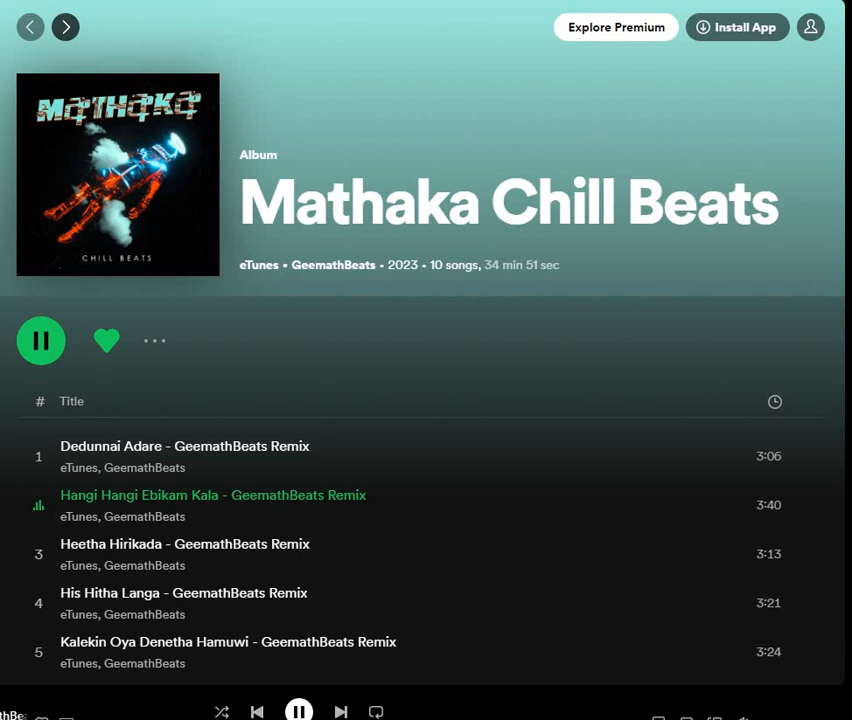 Explore Premium
Install App
MATHAKA
CHILL BEATS
Album
Mathaka Chill Beats
eTunes • GeemathBeats • 2023 • 10 songs, 34 min 51 sec
# Title
1 Dedunnai Adare - GeemathBeats Remix 3:06
eTunes, GeemathBeats
Hangi Hangi Ebikam Kala - GeemathBeats Remix 3:40
eTunes, GeemathBeats
3 Heetha Hirikada - GeemathBeats Remix 3:13
eTunes, GeemathBeats
4 His Hitha Langa - GeemathBeats Remix 3:21
eTunes, GeemathBeats
5 Kalekin Oya Denetha Hamuwi - GeemathBeats Remix 3:24
eTunes, GeemathBeats